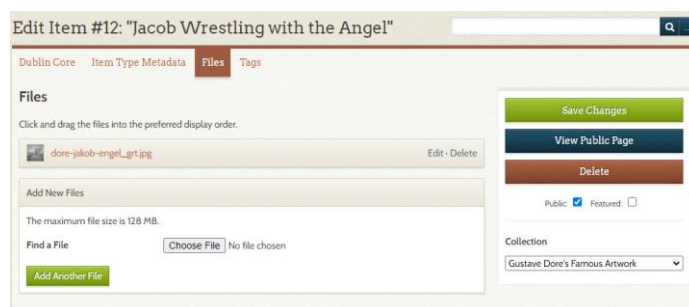 Edit Item #12: "Jacob Wrestling with the Angel"
Dublin Core Item Type Metadata Files Tags
Files
Click and drag the files into the preferred display order.
dore-jakob-engel_grt.jpg Edit · Delete
Add New Files
The maximum file size is 128 MB.
Find a File Choose File No file chosen
Add Another File
Save Changes
View Public Page
Delete
Public: Featured:
Collection
Gustave Dore's Famous Artwork